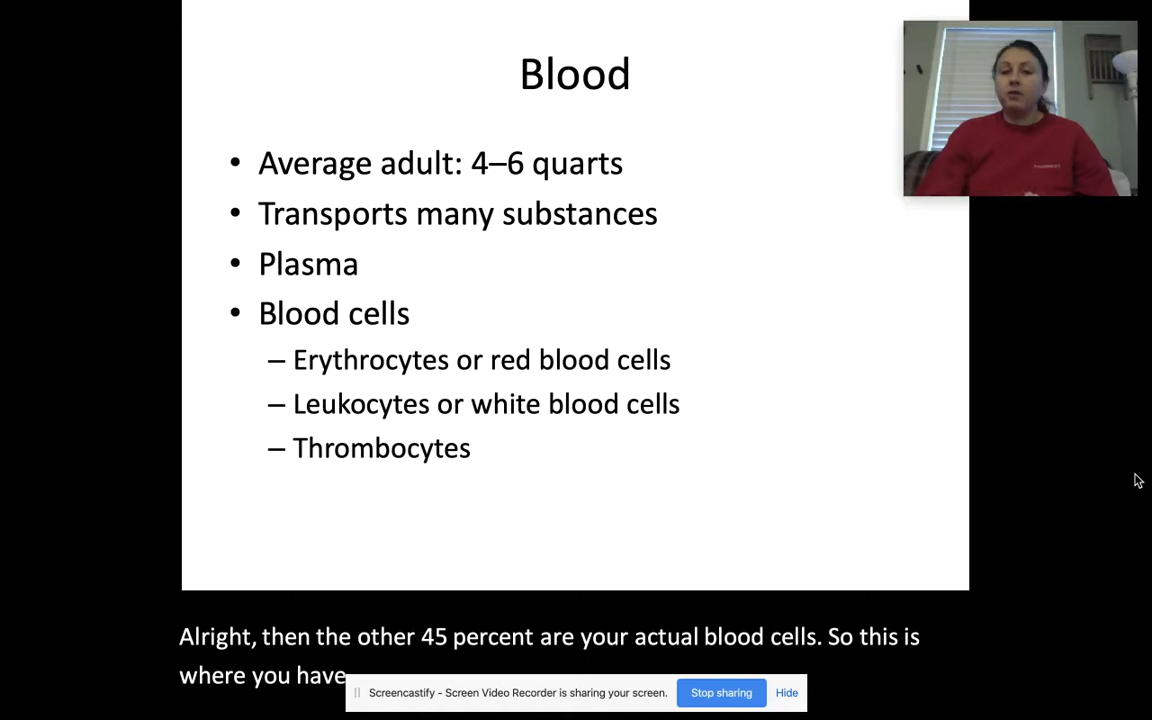 Blood
• Average adult: 4–6 quarts
• Transports many substances
• Plasma
• Blood cells
– Erythrocytes or red blood cells
– Leukocytes or white blood cells
– Thrombocytes
Alright, then the other 45 percent are your actual blood cells. So this is
where you have
Screencastify - Screen Video Recorder is sharing your screen. Stop sharing Hide